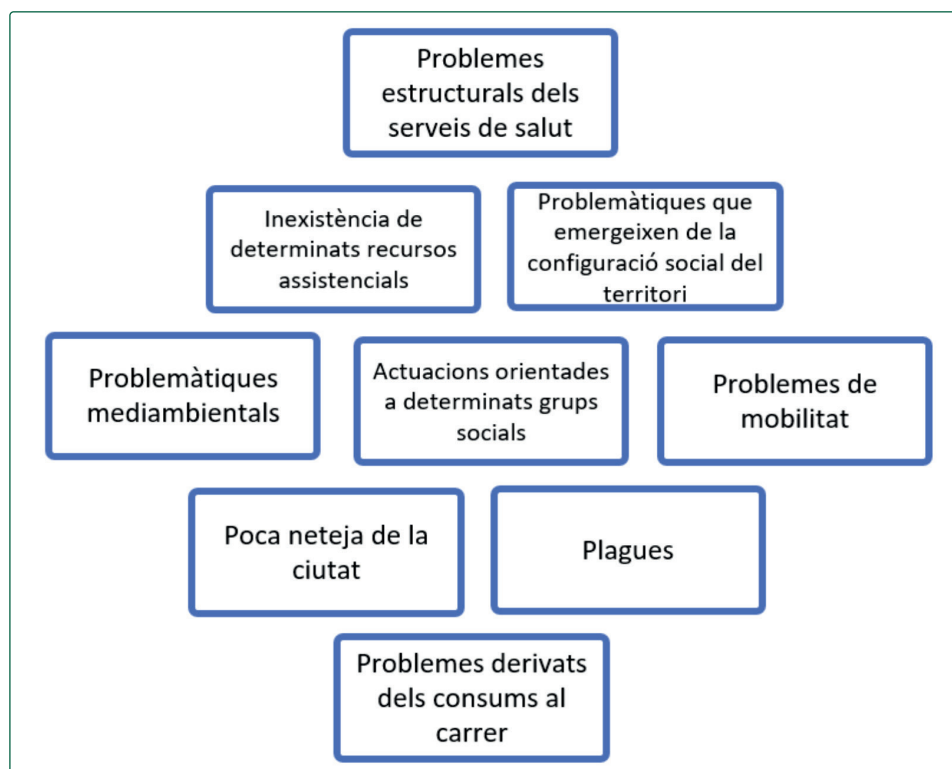 Problemes
estructurals dels
serveis de salut
Inexistència de
determinats recursos
assistencials
Problemàtiques que
emergeixen de la
configuració social del
territori
Problemàtiques
mediambientals
Actuacions orientades
a determinats grups
socials
Problemes de
mobilitat
Poca neteja de la
ciutat
Plagues
Problemes derivats
dels consums al
carrer